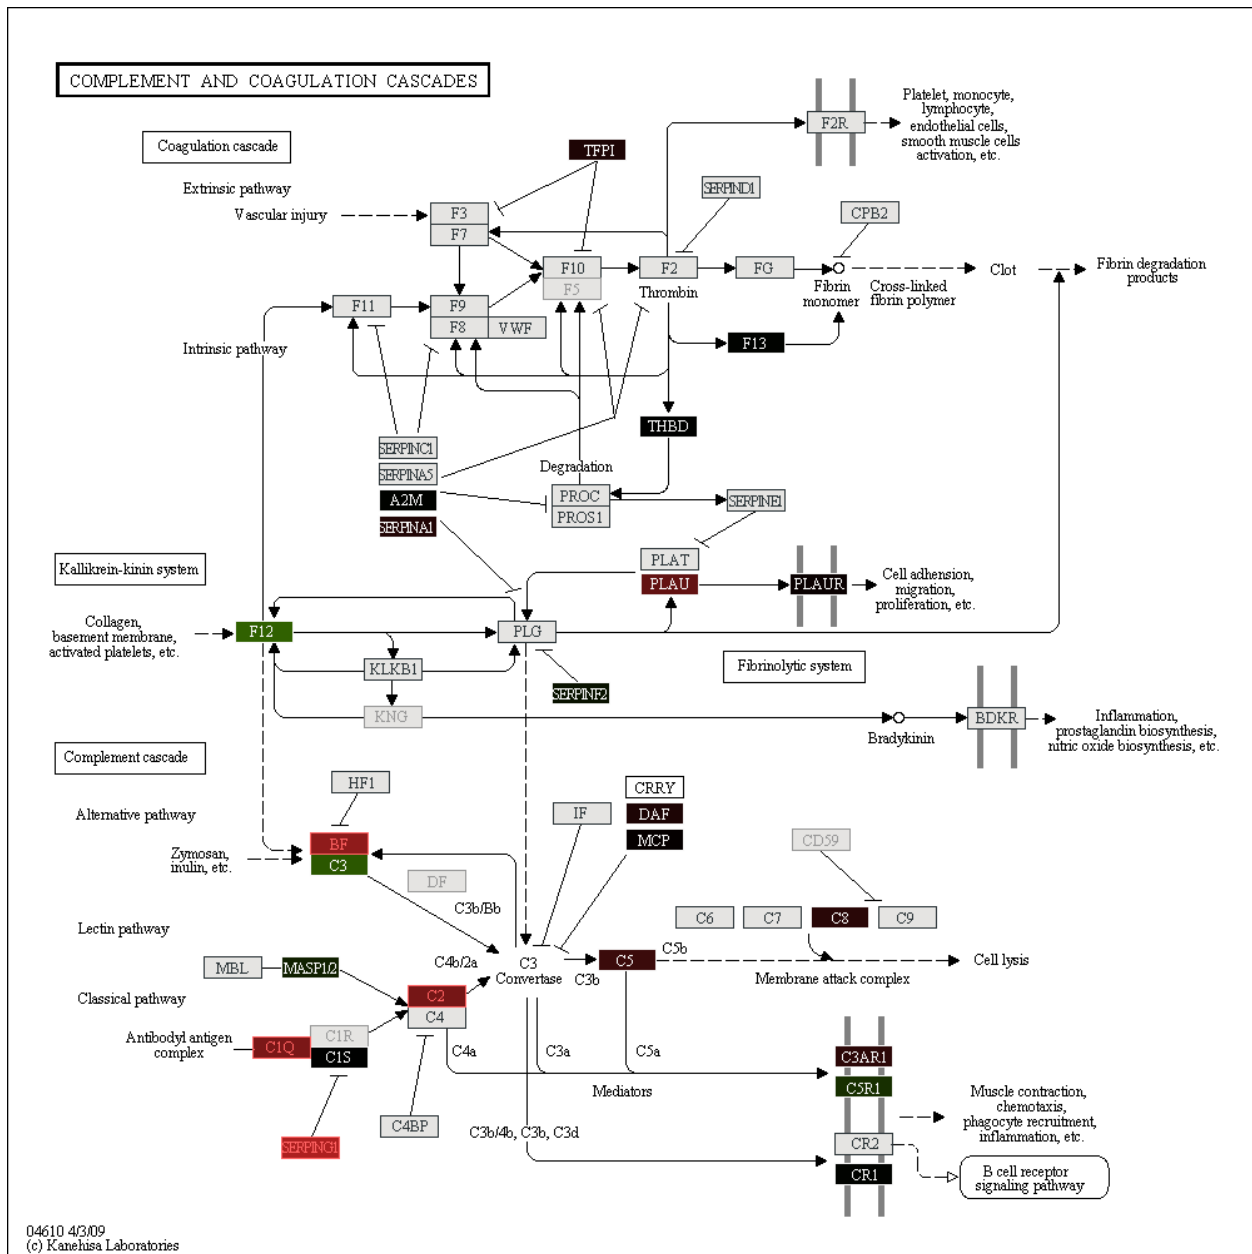 COMPLEMENT AND COAGULATION CASCADES
Coagulation cascade
Extrinsic pathway
Vascular injury
TFPI
F3
F7
SERPIND1
F2R
Platelet, monocyte,
lymphocyte,
endothelial cells,
smooth muscle cells
activation, etc.
CPB2
F10
F5
F2
Thrombin
FG
Fibrin
monomer
Cross-linked
fibrin polymer
Clot
Fibrin degradation
products
F11
F9
F8
VWF
F13
Intrinsic pathway
THBD
SERPINC1
SERPINA5
A2M
SERPINA1
Degradation
PROC
PROS1
SERPINE1
PLAT
PLAU
PLAUR
Cell adhension,
migration,
proliferation, etc.
Kallikrein-kinin system
Collagen,
basement membrane,
activated platelets, etc.
F12
PLG
KLKB1
KNG
SERPINF2
Fibrinolytic system
Bradykinin
BDKR
Inflammation,
prostaglandin biosynthesis,
nitric oxide biosynthesis, etc.
Complement cascade
Alternative pathway
HF1
Zymosan,
inulin, etc.
BF
C3
DF
C3b/Bb
IF
CRRY
DAF
MCP
CD59
C6
C7
C8
C9
Lectin pathway
MBL
MASP1/2
C4b/2a
C3
Convertase
C3b
C5
C5b
Membrane attack complex
Cell lysis
Classical pathway
C2
C4
Antibodyl antigen
complex
C1Q
C1R
C1S
C4a
C3a
C5a
Mediators
C3AR1
C5R1
Muscle contraction,
chemotaxis,
phagocyte recruitment,
inflammation, etc.
SERPING1
C4BP
C3b/4b, C3b, C3d
CR2
CR1
B cell receptor
signaling pathway
04610 4/3/09
(c) Kanehisa Laboratories